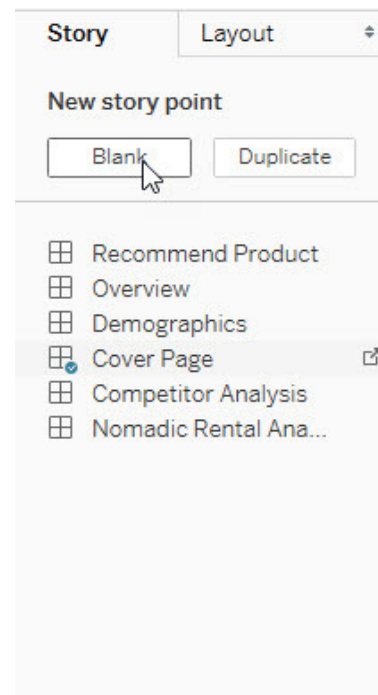 Story Layout
New story point
Blank Duplicate
Recommend Product
Overview
Demographics
Cover Page
Competitor Analysis
Nomadic Rental Ana...